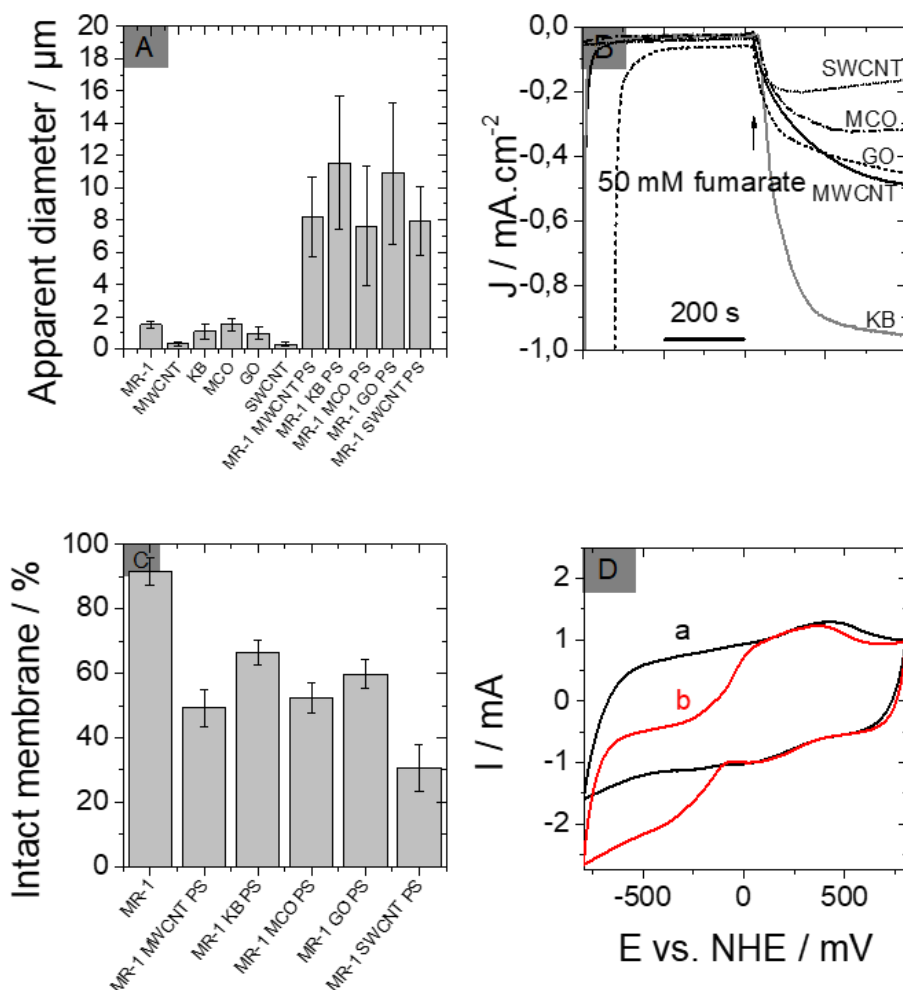 A
Apparent diameter / µm
20
18
16
14
12
10
8
6
4
2
0
MR-1
MWCNT
KB
MCO
GO
SWCNT
MR-1 MWCNT PS
MR-1 KB PS
MR-1 MCO PS
MR-1 GO PS
MR-1 SWCNT PS
B
J / mA.cm-2
0,0
-0,2
-0,4
-0,6
-0,8
-1,0
SWCNT
MCO
GO
50 mM fumarate
MWCNT
200 s
KB
C
Intact membrane / %
100
80
60
40
20
0
MR-1
MR-1 MWCNT PS
MR-1 KB PS
MR-1 MCO PS
MR-1 GO PS
MR-1 SWCNT PS
D
I / mA
2
1
0
-1
-2
a
b
-500
0
500
E vs. NHE / mV